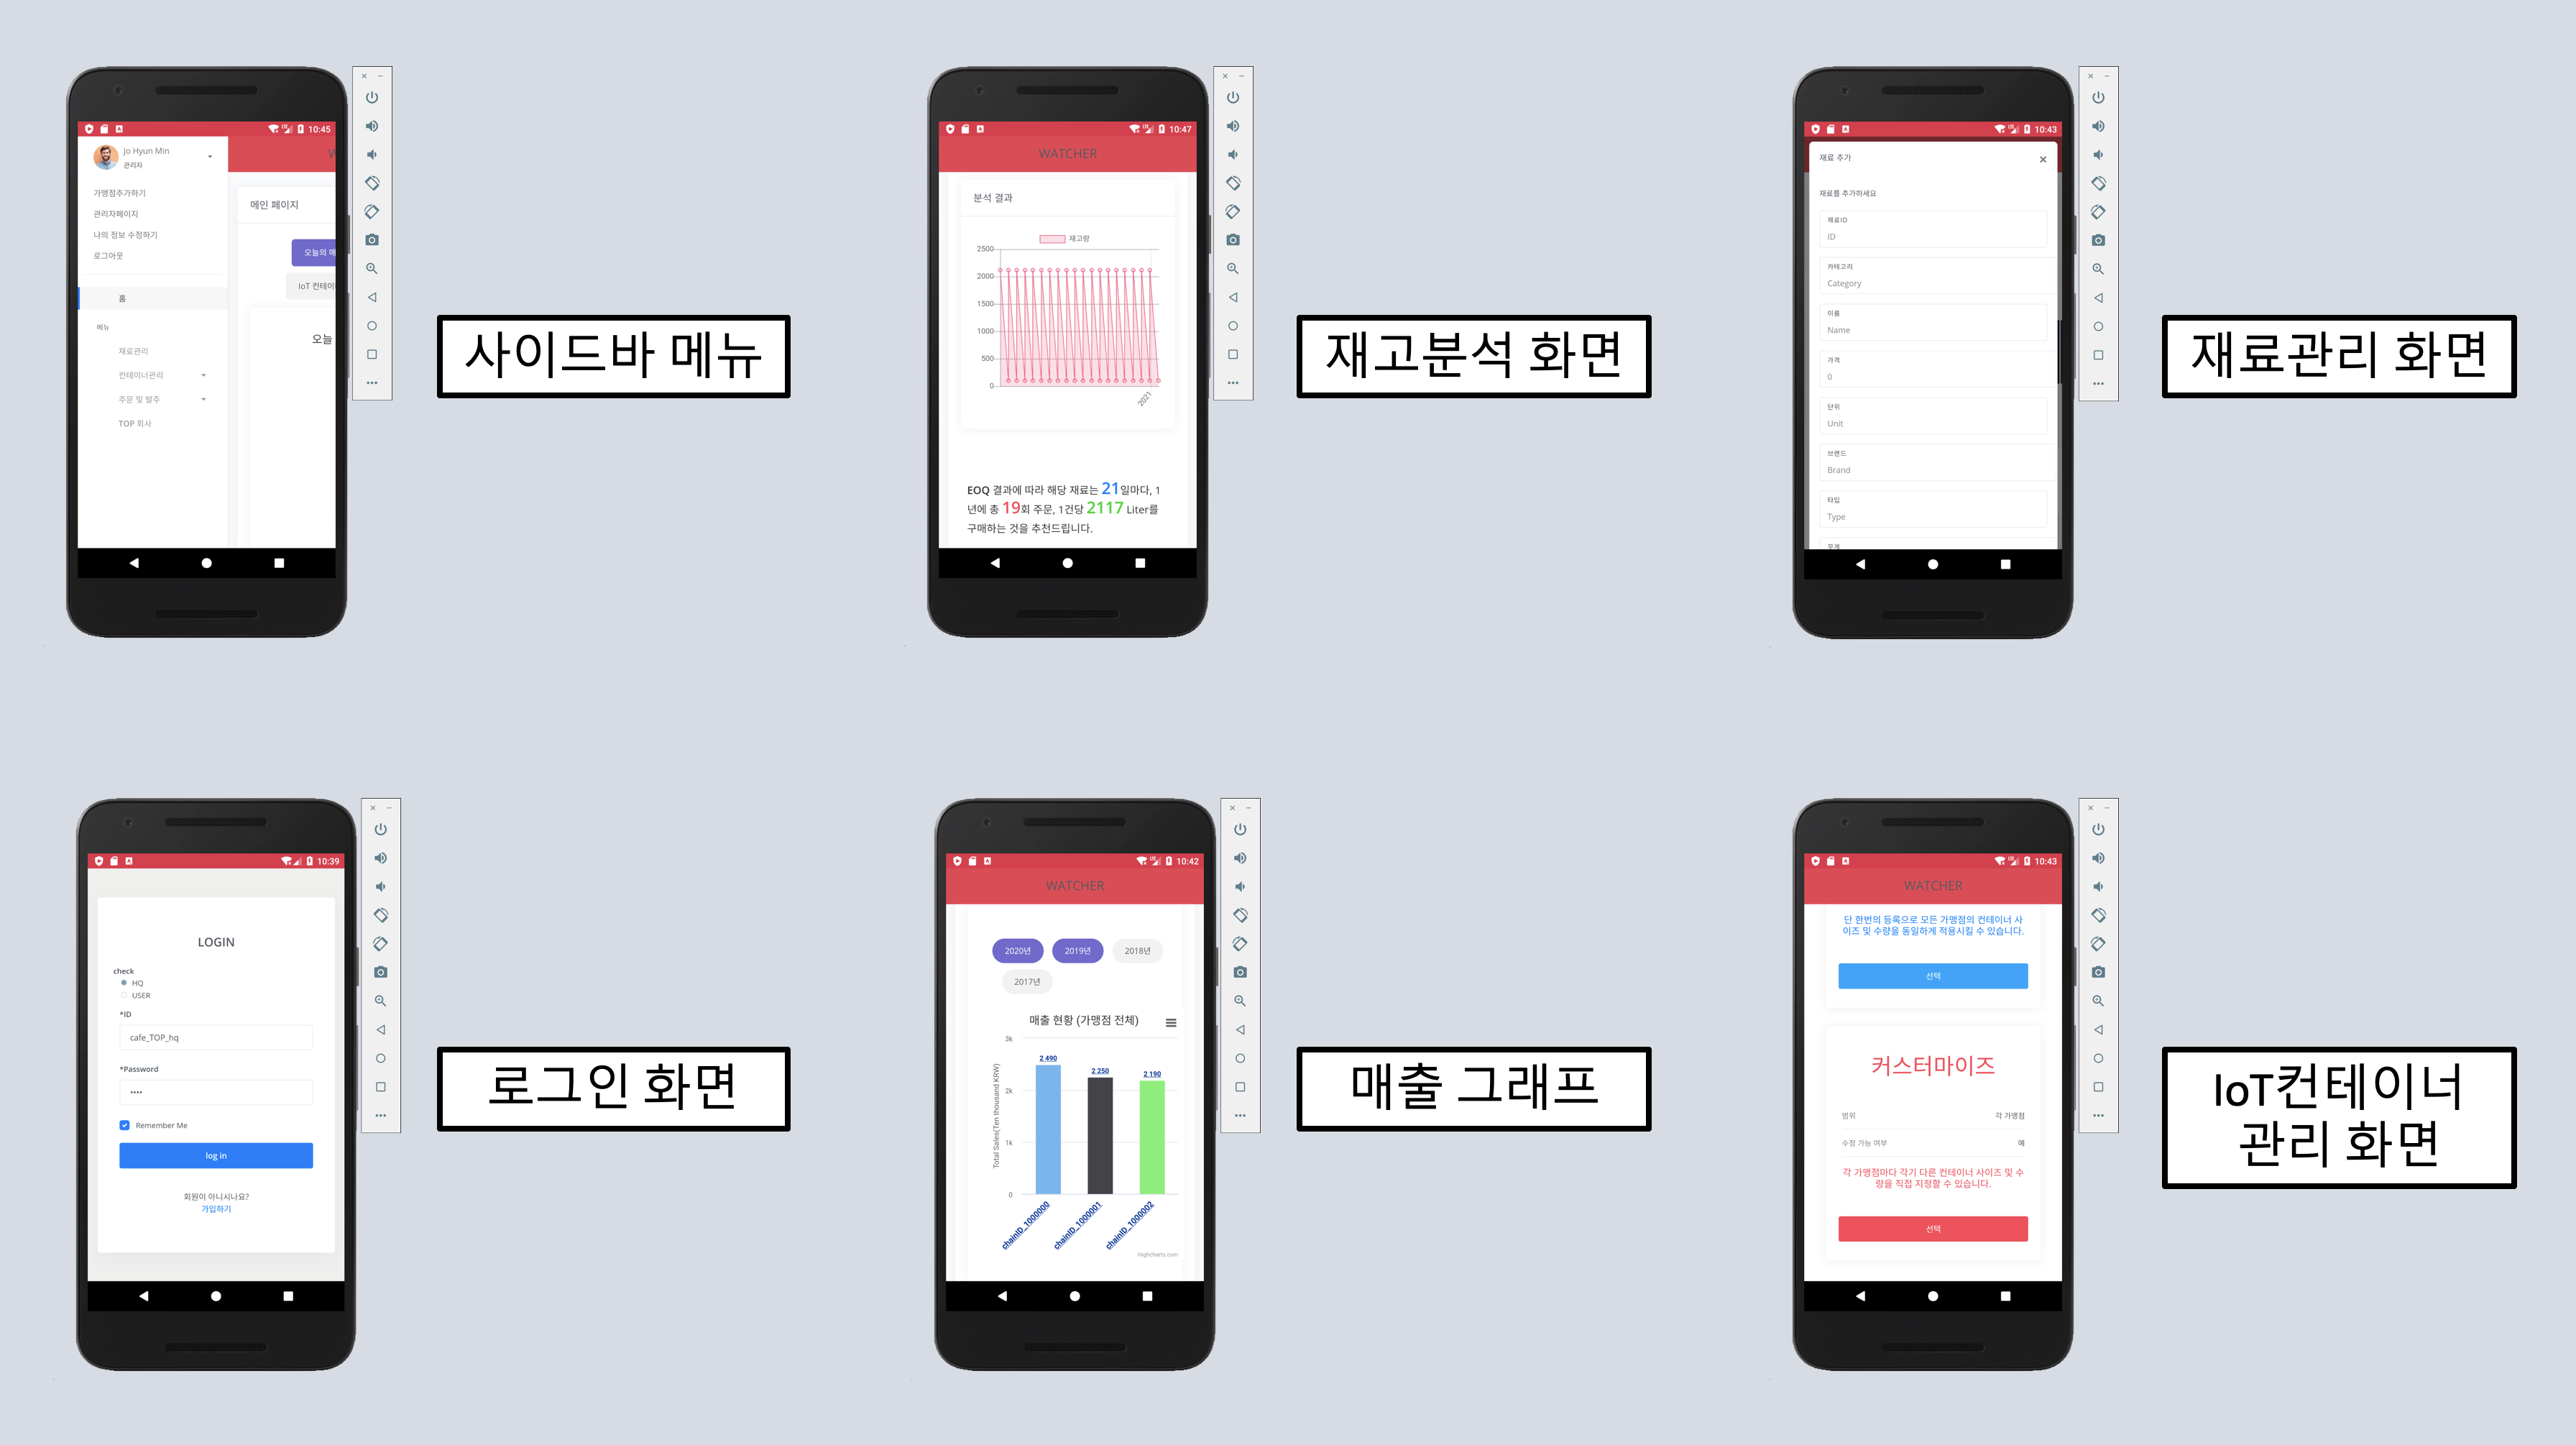 10:45
Jo Hyun Min
관리자
가맹점추가하기
관리자페이지
나의 정보 수정하기
로그아웃
홈
메뉴
재료관리
컨테이너관리
주문 및 발주
TOP 회사
W
메인 페이지
오늘의 매
IoT 컨테이
오늘
사이드바 메뉴
10:47
WATCHER
분석 결과
재고량
2500
2000
1500
1000
500
0
2021
EOQ 결과에 따라 해당 재료는 21일마다, 1
년에 총 19회 주문, 1건당 2117 Liter를
구매하는 것을 추천드립니다.
재고분석 화면
10:43
재료 추가
×
재료를 추가하세요
재료ID
ID
카테고리
Category
이름
Name
가격
0
단위
Unit
브랜드
Brand
타입
Type
무게
재료관리 화면
10:39
LOGIN
check
HQ
USER
*ID
cafe_TOP_hq
*Password
••••
Remember Me
log in
회원이 아니시나요?
가입하기
로그인 화면
10:42
WATCHER
2020년
2019년
2018년
2017년
매출 현황 (가맹점 전체)
Total Sales(Ten thousand KRW)
3k
2k
1k
0
2 490
2 250
2 190
chainID_1000000
chainID_1000001
chainID_1000002
Highcharts.com
매출 그래프
10:43
WATCHER
단 한번의 등록으로 모든 가맹점의 컨테이너 사
이즈 및 수량을 동일하게 적용시킬 수 있습니다.
선택
커스터마이즈
범위 각 가맹점
수정 가능 여부 예
각 가맹점마다 각기 다른 컨테이너 사이즈 및 수
량을 직접 지정할 수 있습니다.
선택
IoT컨테이너
관리 화면